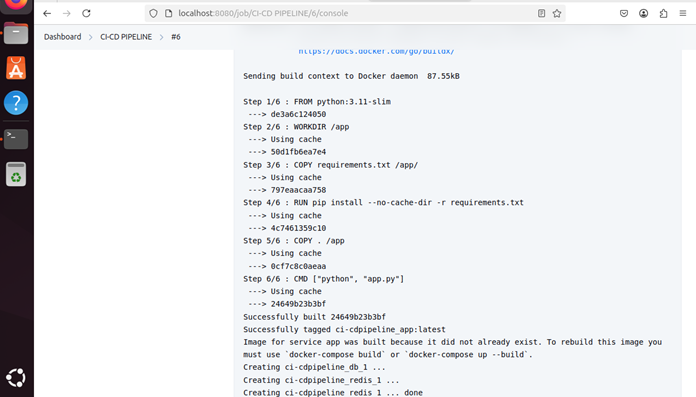 localhost:8080/job/CI-CD PIPELINE/6/console
Dashboard > CI-CD PIPELINE > #6
https://docs.docker.com/go/buildx/
Sending build context to Docker daemon 87.55kB
Step 1/6 : FROM python:3.11-slim
---> de3a6c124050
Step 2/6 : WORKDIR /app
---> Using cache
---> 50d1fb6ea7e4
Step 3/6 : COPY requirements.txt /app/
---> Using cache
---> 797eaacaa758
Step 4/6 : RUN pip install --no-cache-dir -r requirements.txt
---> Using cache
---> 4c7461359c10
Step 5/6 : COPY . /app
---> Using cache
---> 0cf7c8c0aeaa
Step 6/6 : CMD ["python", "app.py"]
---> Using cache
---> 24649b23b3bf
Successfully built 24649b23b3bf
Successfully tagged ci-cdpipeline_app:latest
Image for service app was built because it did not already exist. To rebuild this image you
must use `docker-compose build` or `docker-compose up --build`.
Creating ci-cdpipeline_db_1 ...
Creating ci-cdpipeline_redis_1 ...
Creating ci-cdpipeline_redis_1 ... done